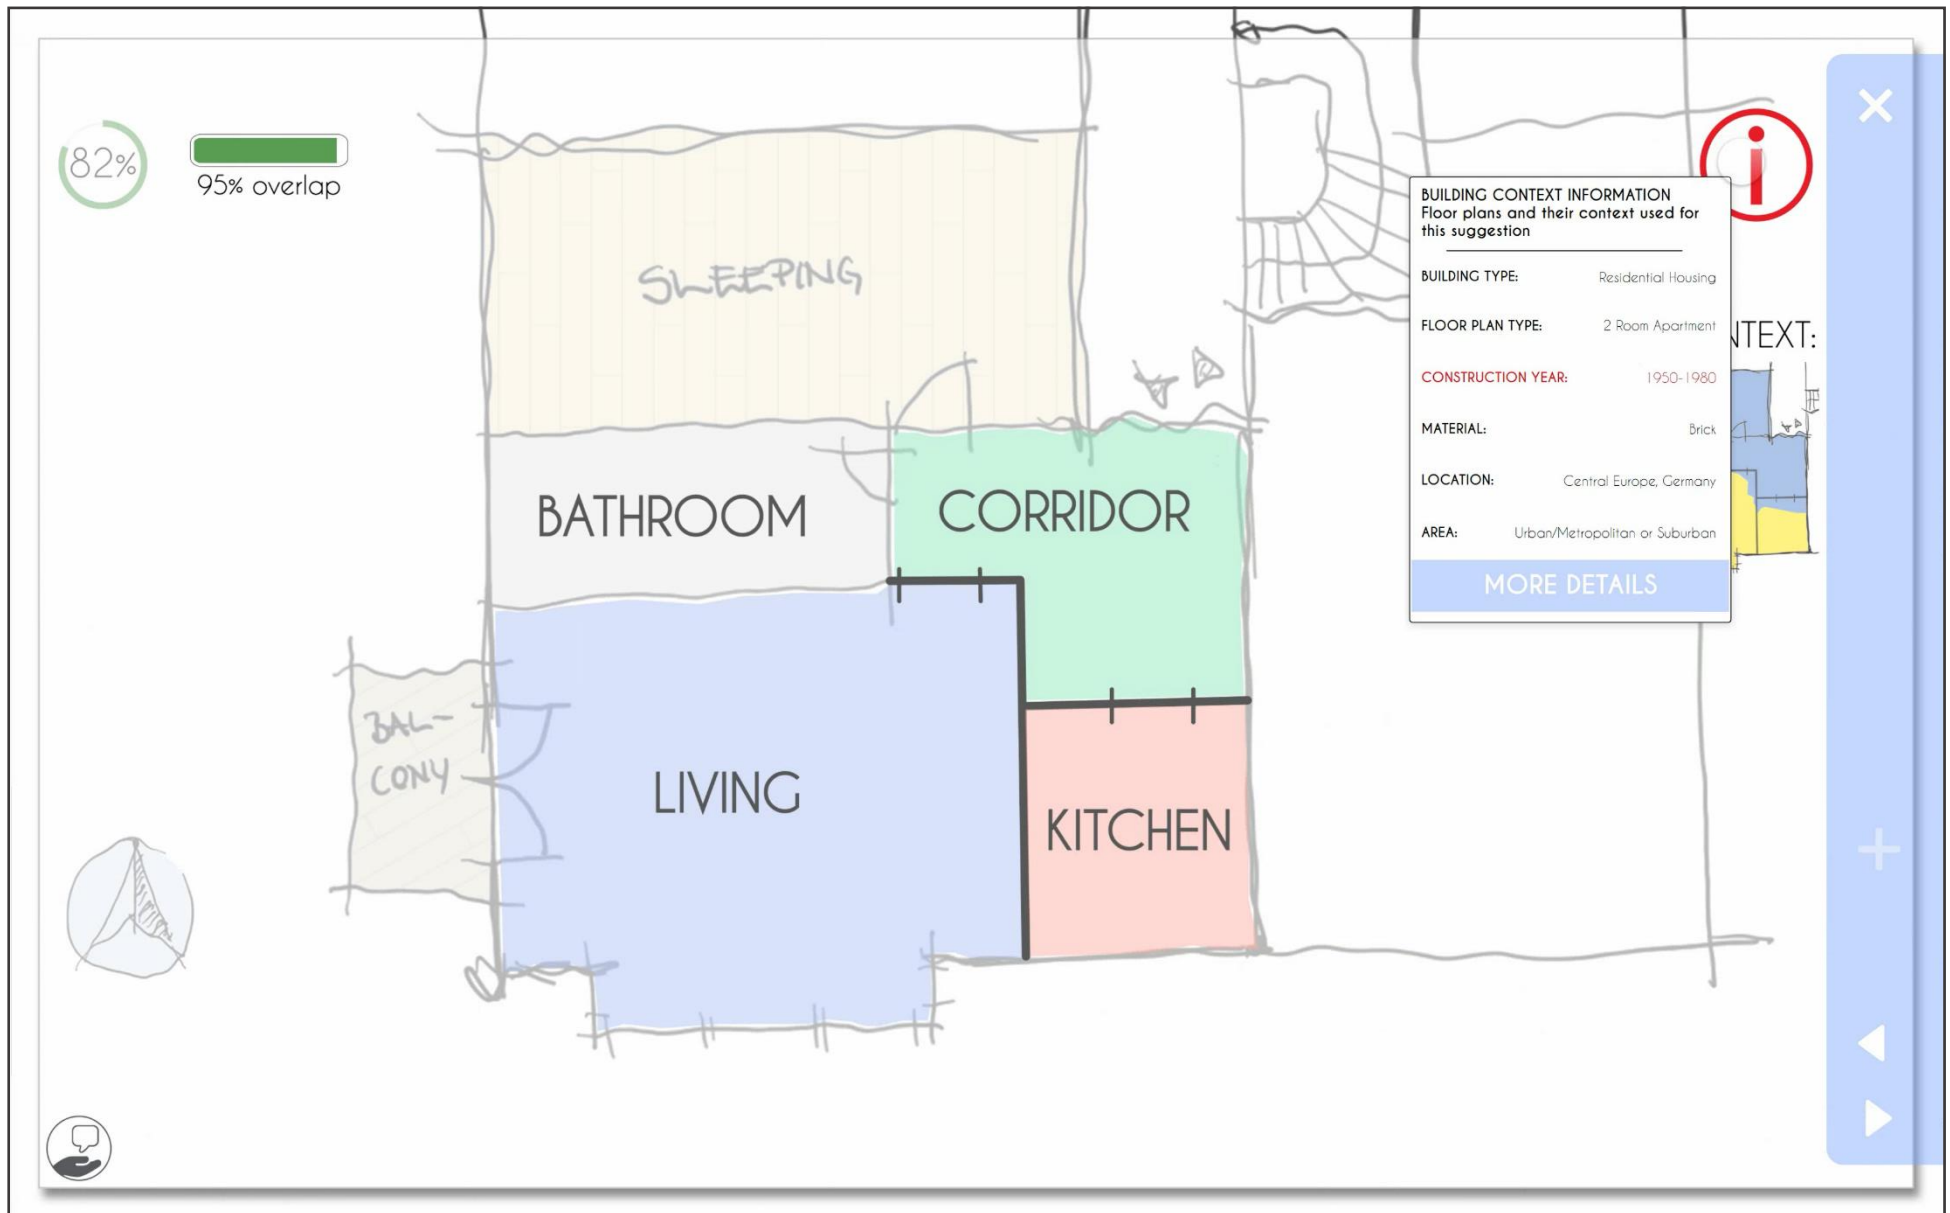 82%
95% overlap
SLEEPING
BATHROOM
CORRIDOR
BAL-
CONY
LIVING
KITCHEN
i
BUILDING CONTEXT INFORMATION
Floor plans and their context used for
this suggestion
BUILDING TYPE: Residential Housing
FLOOR PLAN TYPE: 2 Room Apartment
CONSTRUCTION YEAR: 1950-1980
MATERIAL: Brick
LOCATION: Central Europe, Germany
AREA: Urban/Metropolitan or Suburban
MORE DETAILS
NTEXT: